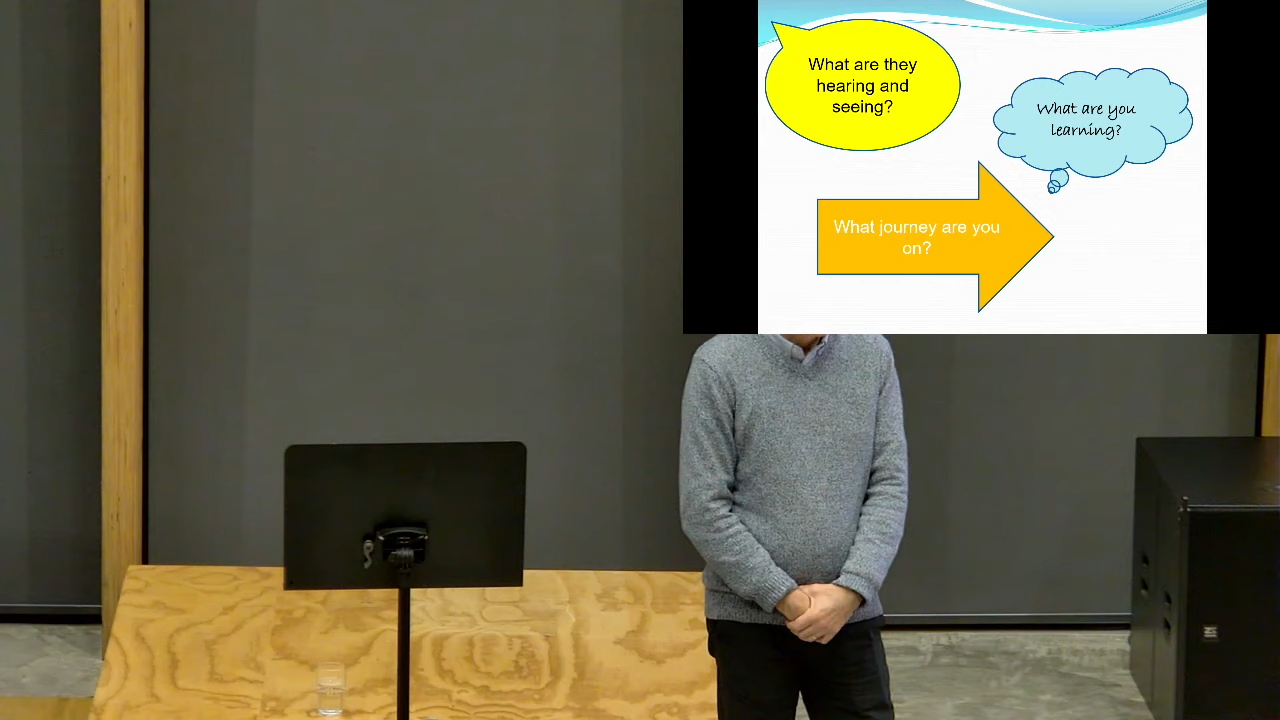 What are they
hearing and
seeing?
What are you
learning?
What journey are you
on?